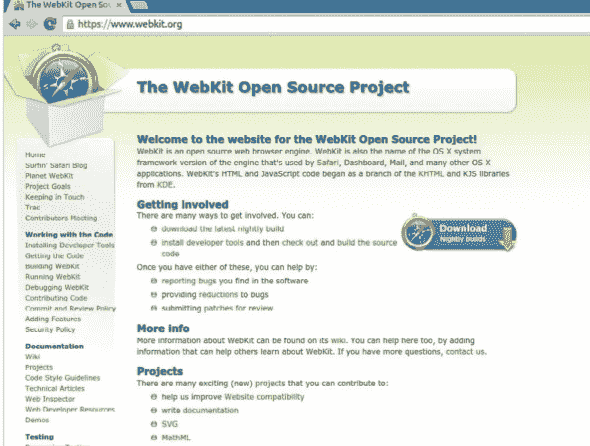 The WebKit Open Sou
https://www.webkit.org
The WebKit Open Source Project
Welcome to the website for the WebKit Open Source Project!
WebKit is an open source web browser engine. WebKit is also the name of the OS X system
framework version of the engine that's used by Safari, Dashboard, Mail, and many other OS X
applications. WebKit's HTML and JavaScript code began as a branch of the KHTML and KJS libraries
from KDE.
Getting involved
There are many ways to get involved. You can:
download the latest nightly build
install developer tools and then check out and build the source
code
Once you have either of these, you can help by:
reporting bugs you find in the software
providing reductions to bugs
submitting patches for review
More info
More information about WebKit can be found on its wiki. You can help here too, by adding
information that can help others learn about WebKit. If you have more questions, contact us.
Projects
There are many exciting (new) projects that you can contribute to:
help us improve Website compatibility
write documentation
SVG
MathML
Download
Nightly Builds
Home
Surfin' Safari Blog
Planet WebKit
Project Goals
Keeping in Touch
Trac
Contributors Meeting
Working with the Code
Installing Developer Tools
Getting the Code
Building WebKit
Running WebKit
Debugging WebKit
Contributing Code
Commit and Review Policy
Adding Features
Security Policy
Documentation
Wiki
Projects
Code Style Guidelines
Technical Articles
Web Inspector
Web Developer Resources
Demos
Testing